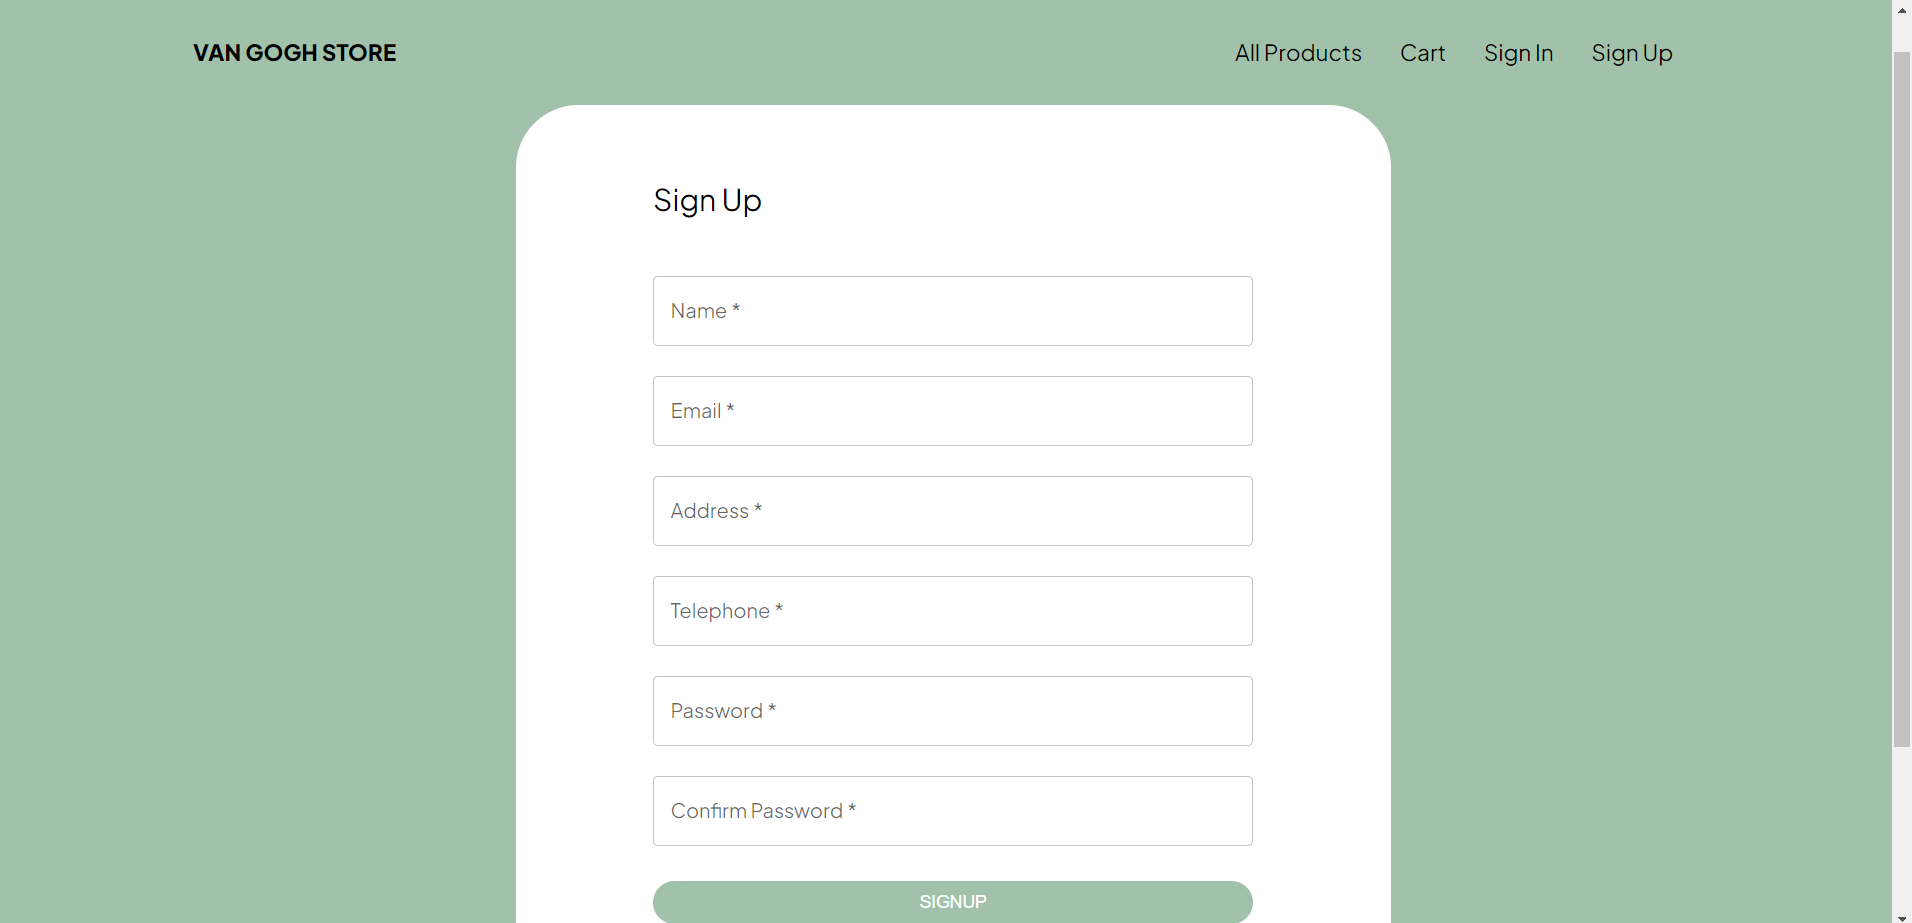 VAN GOGH STORE All Products Cart Sign In Sign Up
Sign Up
Name *
Email *
Address *
Telephone *
Password *
Confirm Password *
SIGNUP